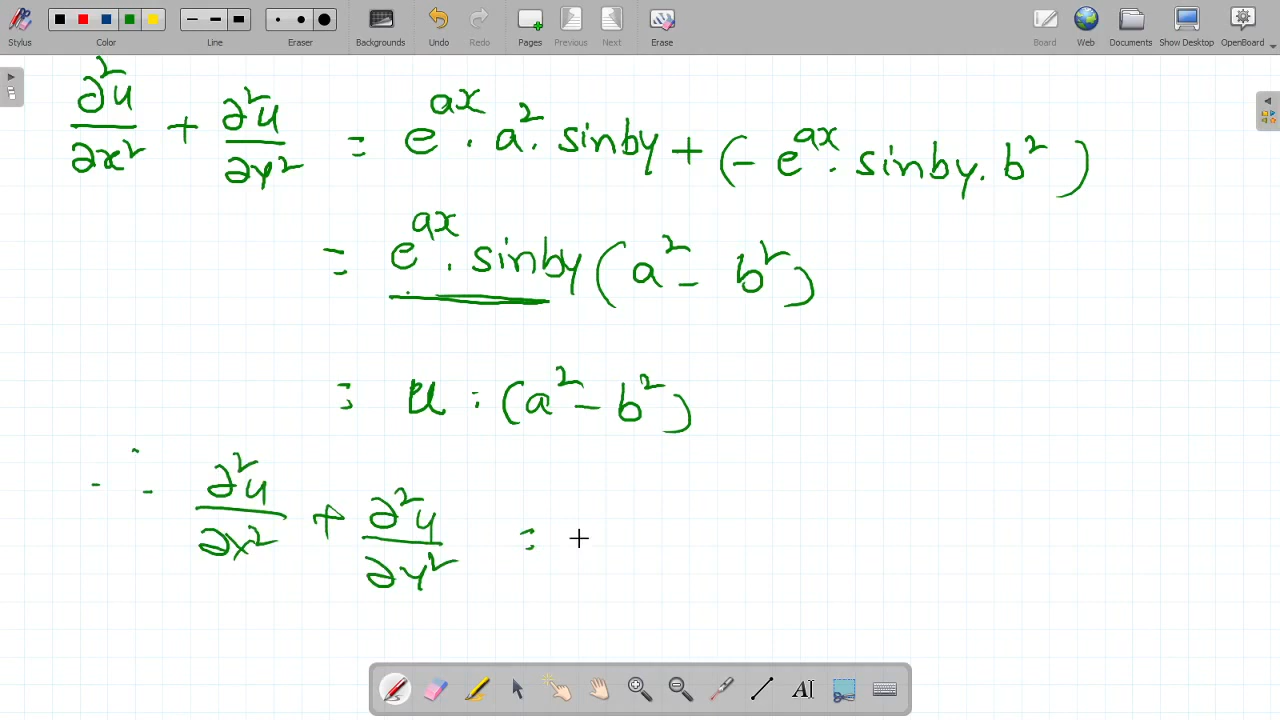 Stylus Color Line Eraser Backgrounds Undo Redo Pages Previous Next Erase Board Web Documents Show Desktop OpenBoard
∂²u/∂x² + ∂²u/∂y² = e^ax · a² · sinby + (- e^ax · sinby · b²)
= e^ax · sinby (a² - b²)
= u · (a² - b²)
∴ ∂²u/∂x² + ∂²u/∂y² =